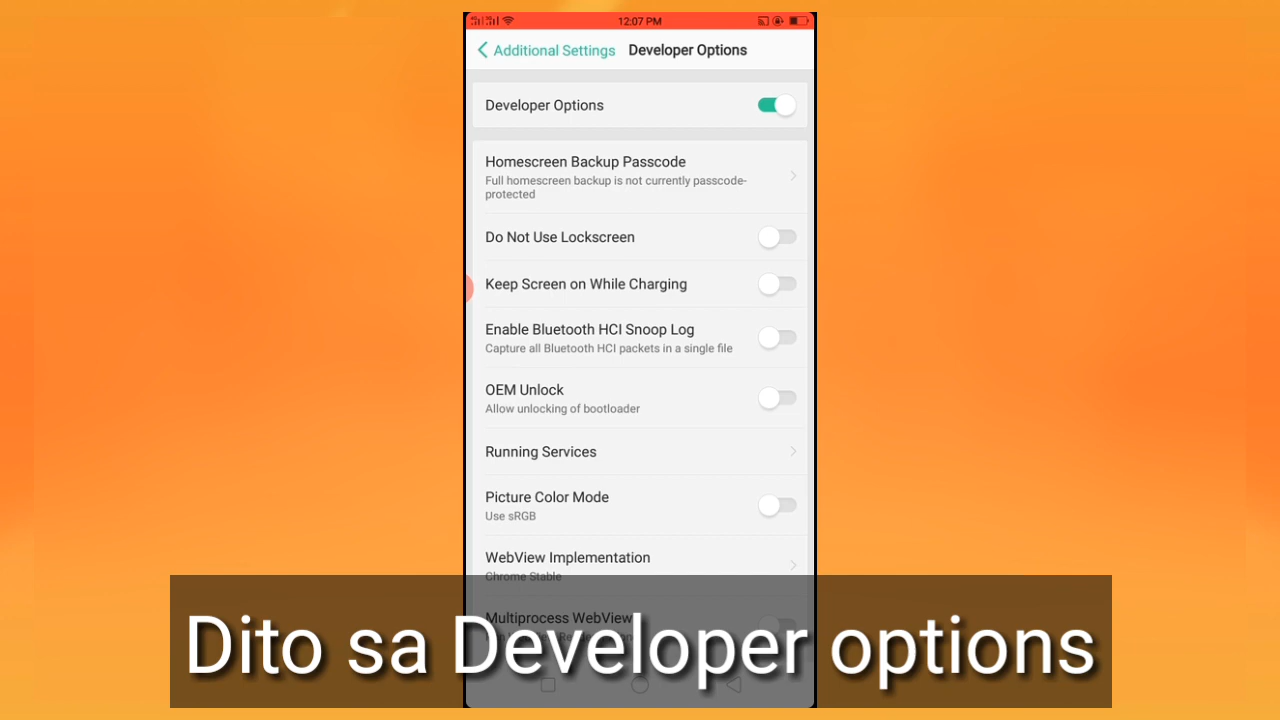 12:07 PM
Additional Settings Developer Options
Developer Options
Homescreen Backup Passcode
Full homescreen backup is not currently passcode-
protected
Do Not Use Lockscreen
Keep Screen on While Charging
Enable Bluetooth HCI Snoop Log
Capture all Bluetooth HCI packets in a single file
OEM Unlock
Allow unlocking of bootloader
Running Services
Picture Color Mode
Use sRGB
WebView Implementation
Chrome Stable
Multiprocess WebView
Dito sa Developer options